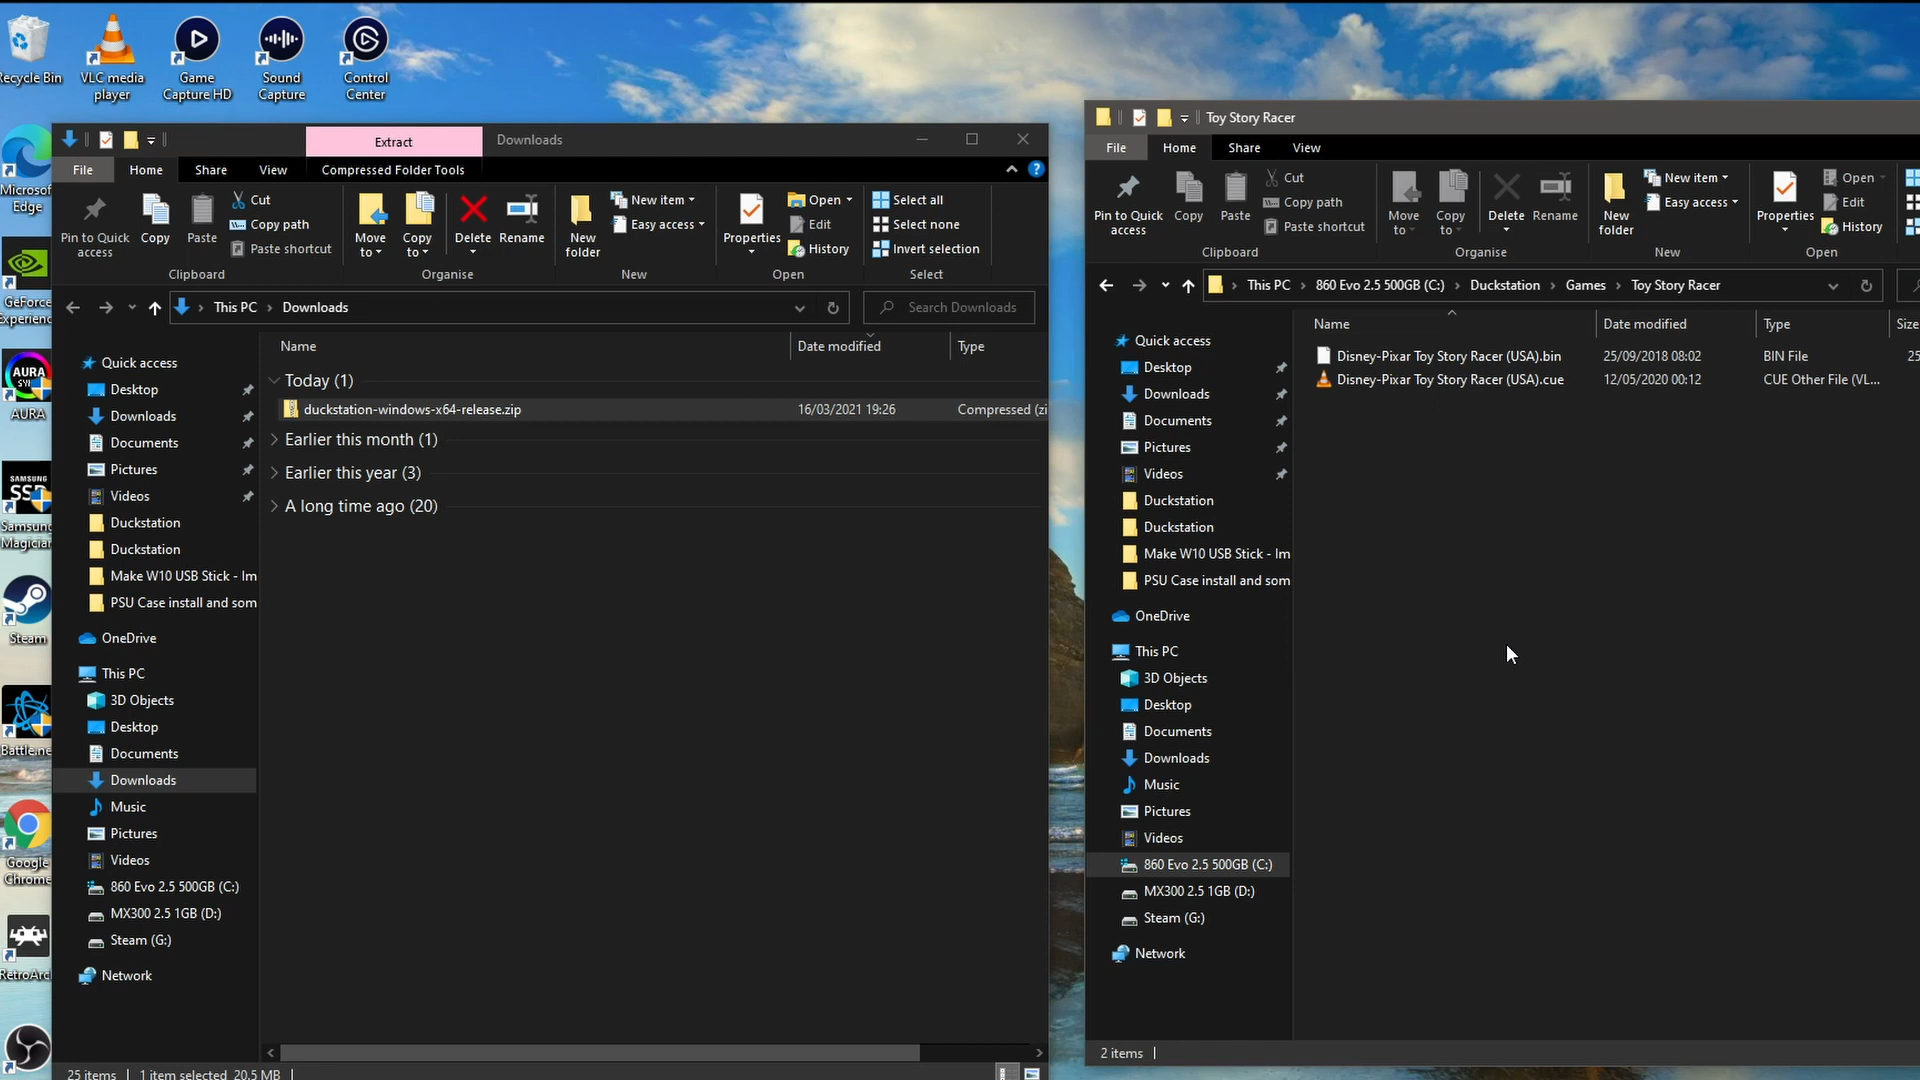 Recycle Bin
VLC media player
Game Capture HD
Sound Capture
Control Center
Microsof Edge
GeForce Experienc
AURA
Samsung Magician
Steam
Battle.ne
Google Chrome
RetroArc
Extract
Downloads
File
Home
Share
View
Compressed Folder Tools
Pin to Quick access
Copy
Paste
Cut
Copy path
Paste shortcut
Clipboard
Move to
Copy to
Delete
Rename
Organise
New folder
New item
Easy access
New
Properties
Open
Edit
History
Open
Select all
Select none
Invert selection
Select
This PC
Downloads
Search Downloads
Name
Date modified
Type
Today (1)
duckstation-windows-x64-release.zip
16/03/2021 19:26
Compressed (zi
Earlier this month (1)
Earlier this year (3)
A long time ago (20)
Quick access
Desktop
Downloads
Documents
Pictures
Videos
Duckstation
Duckstation
Make W10 USB Stick - Im
PSU Case install and som
OneDrive
This PC
3D Objects
Desktop
Documents
Downloads
Music
Pictures
Videos
860 Evo 2.5 500GB (C:)
MX300 2.5 1GB (D:)
Steam (G:)
Network
25 items
1 item selected 20.5 MB
Toy Story Racer
File
Home
Share
View
Pin to Quick access
Copy
Paste
Cut
Copy path
Paste shortcut
Clipboard
Move to
Copy to
Delete
Rename
Organise
New folder
New item
Easy access
New
Properties
Open
Edit
History
Open
This PC
860 Evo 2.5 500GB (C:)
Duckstation
Games
Toy Story Racer
Name
Date modified
Type
Size
Disney-Pixar Toy Story Racer (USA).bin
25/09/2018 08:02
BIN File
25
Disney-Pixar Toy Story Racer (USA).cue
12/05/2020 00:12
CUE Other File (VL...
Quick access
Desktop
Downloads
Documents
Pictures
Videos
Duckstation
Duckstation
Make W10 USB Stick - Im
PSU Case install and som
OneDrive
This PC
3D Objects
Desktop
Documents
Downloads
Music
Pictures
Videos
860 Evo 2.5 500GB (C:)
MX300 2.5 1GB (D:)
Steam (G:)
Network
2 items